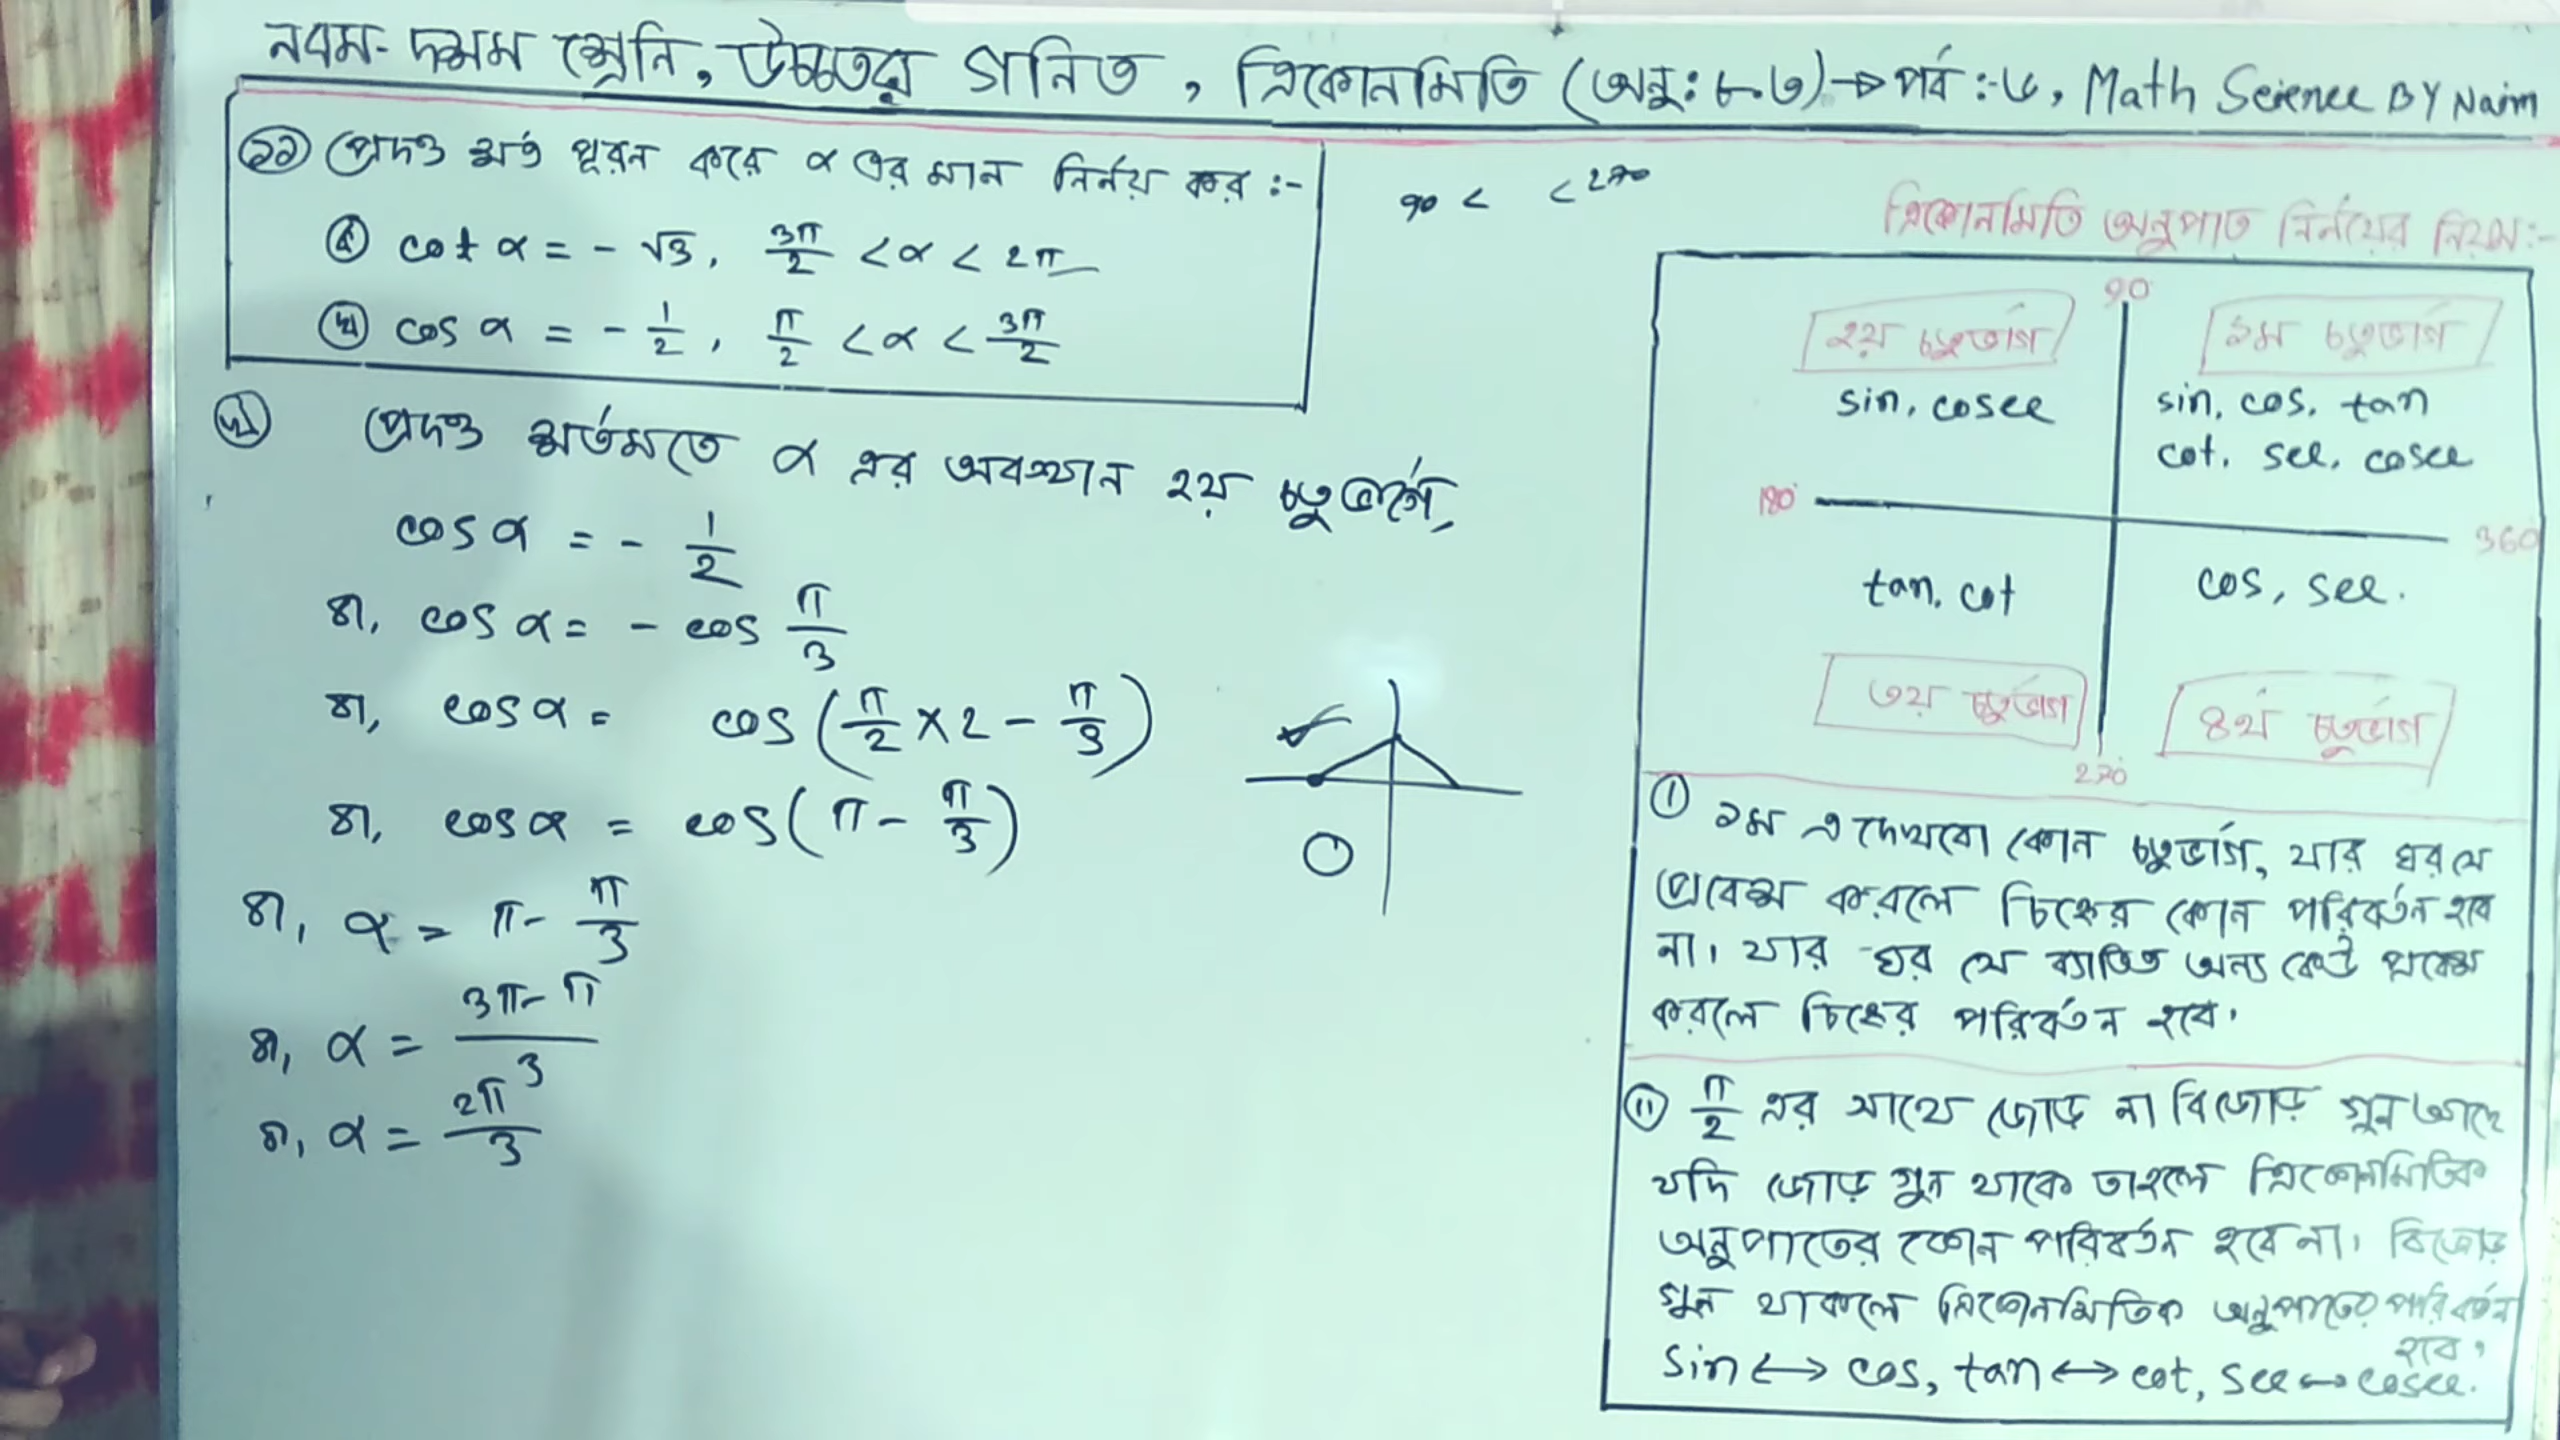 নবম-দশম শ্রেনি, উচ্চতর গনিত, ত্রিকোনমিতি (অনু: ৮.৩) → পর্ব :-৬, Math Science BY Naim
১১ প্রদত্ত শর্ত পূরন করে α এর মান নির্নয় কর :-
cot α = - √3, 3π/2 < α < 2π
cos α = - 1/2, π/2 < α < 3π/2
90 < < 270
প্রদত্ত শর্তমতে α এর অবস্থান ২য় চতুর্ভাগে,
cos α = - 1/2
বা, cos α = - cos π/3
বা, cos α = cos (π/2 × 2 - π/3)
বা, cos α = cos (π - π/3)
বা, α = π - π/3
বা, α = (3π - π)/3
বা, α = 2π/3
ত্রিকোনমিতি অনুপাত নির্নয়ের নিয়ম:-
90
২য় চতুর্ভাগ
১ম চতুর্ভাগ
sin, cosec
sin, cos, tan
cot, sec, cosec
180
360
tan, cot
cos, sec.
৩য় চতুর্ভাগ
৪র্থ চতুর্ভাগ
270
① ১ম এ দেখবো কোন চতুর্ভাগ, যার ঘর সে
প্রবেশ করলে চিহ্নের কোন পরিবর্তন হবে
না। যার ঘর সে ব্যাতিত অন্য কেউ প্রবেশ
করলে চিহ্নের পরিবর্তন হবে।
⑪ π/2 এর সাথে জোড় না বিজোড় গুন আছে
যদি জোড় গুন থাকে তাহলে ত্রিকোনমিতিক
অনুপাতের কোন পরিবর্তন হবে না। বিজোড়
গুন থাকলে ত্রিকোনমিতিক অনুপাতের পরিবর্তন
হবে।
sin ↔ cos, tan ↔ cot, sec ↔ cosec.